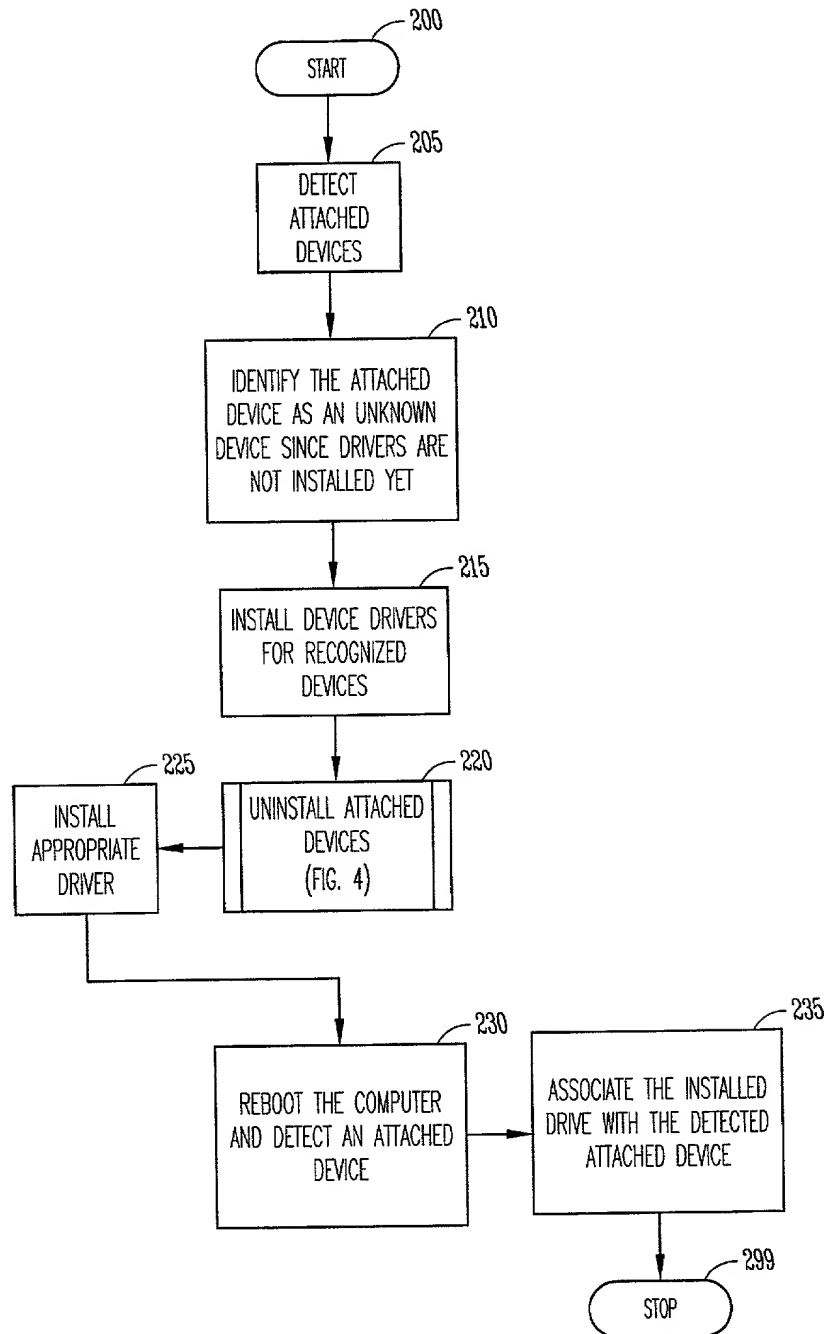 200
START
205
DETECT
ATTACHED
DEVICES
210
IDENTIFY THE ATTACHED
DEVICE AS AN UNKNOWN
DEVICE SINCE DRIVERS ARE
NOT INSTALLED YET
215
INSTALL DEVICE DRIVERS
FOR RECOGNIZED
DEVICES
220
UNINSTALL ATTACHED
DEVICES
(FIG. 4)
225
INSTALL
APPROPRIATE
DRIVER
230
REBOOT THE COMPUTER
AND DETECT AN ATTACHED
DEVICE
235
ASSOCIATE THE INSTALLED
DRIVE WITH THE DETECTED
ATTACHED DEVICE
299
STOP